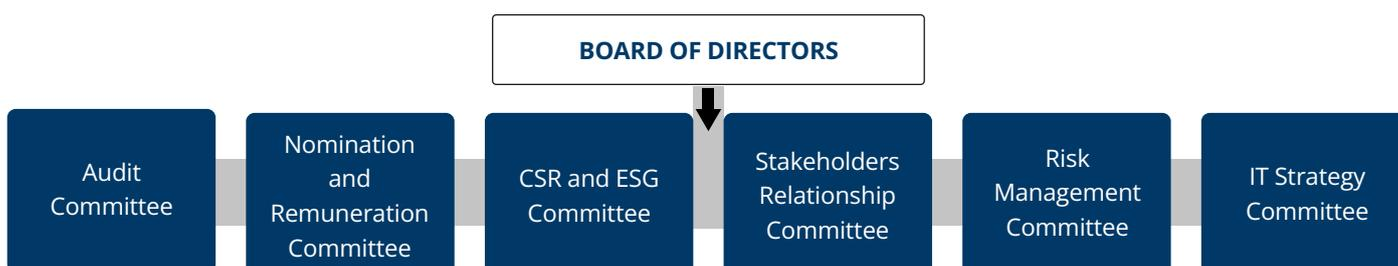 BOARD OF DIRECTORS
Audit
Committee
Nomination
and
Remuneration
Committee
CSR and ESG
Committee
Stakeholders
Relationship
Committee
Risk
Management
Committee
IT Strategy
Committee